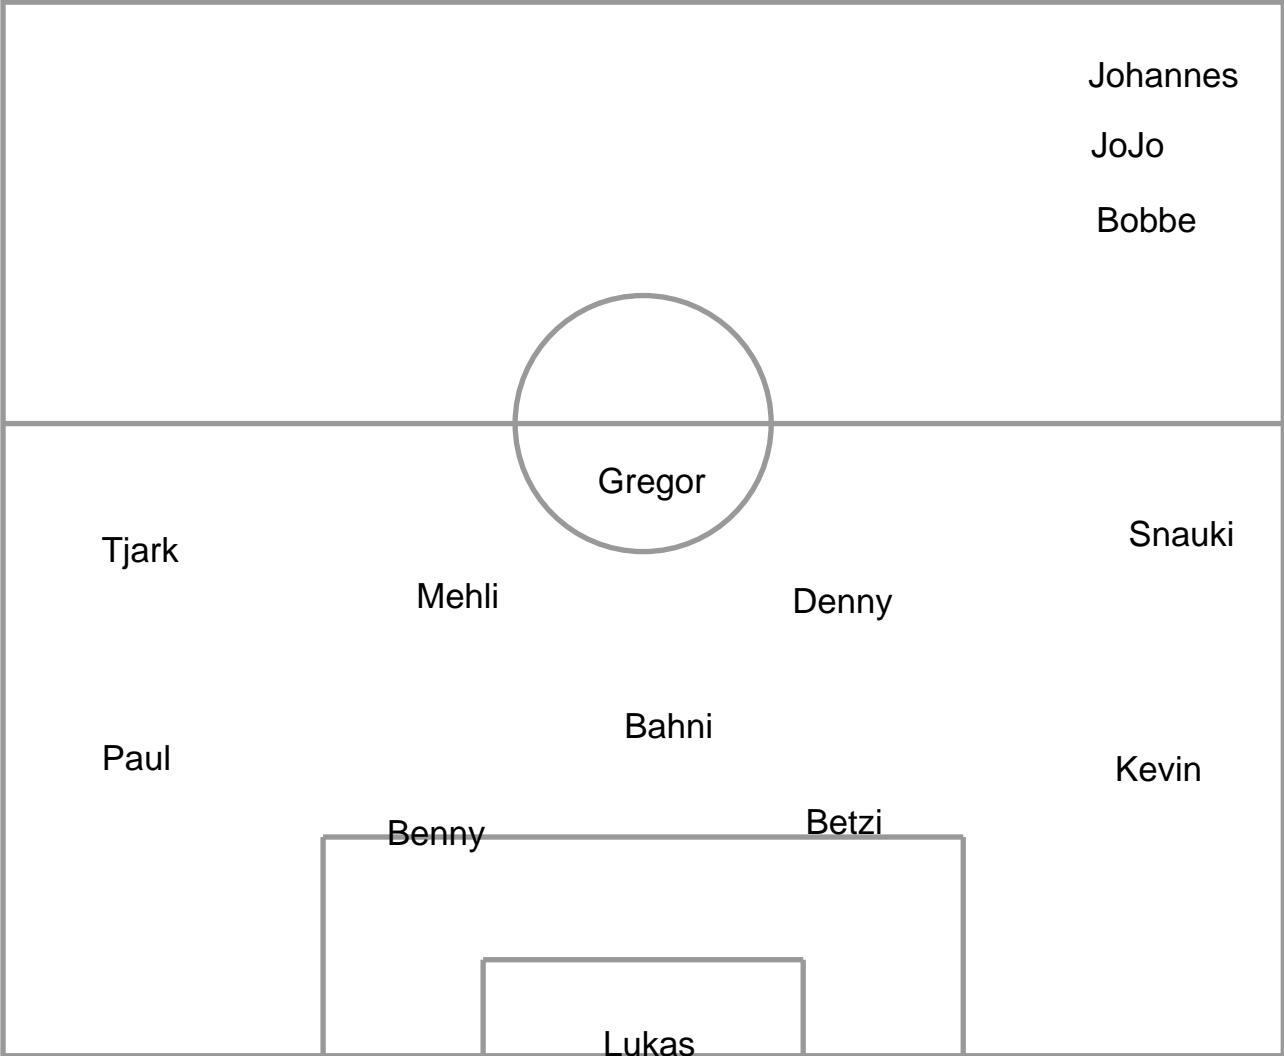 Johannes
JoJo
Bobbe
Gregor
Snauki
Tjark
Mehli
Denny
Bahni
Paul
Kevin
Betzi
Benny
Lukas